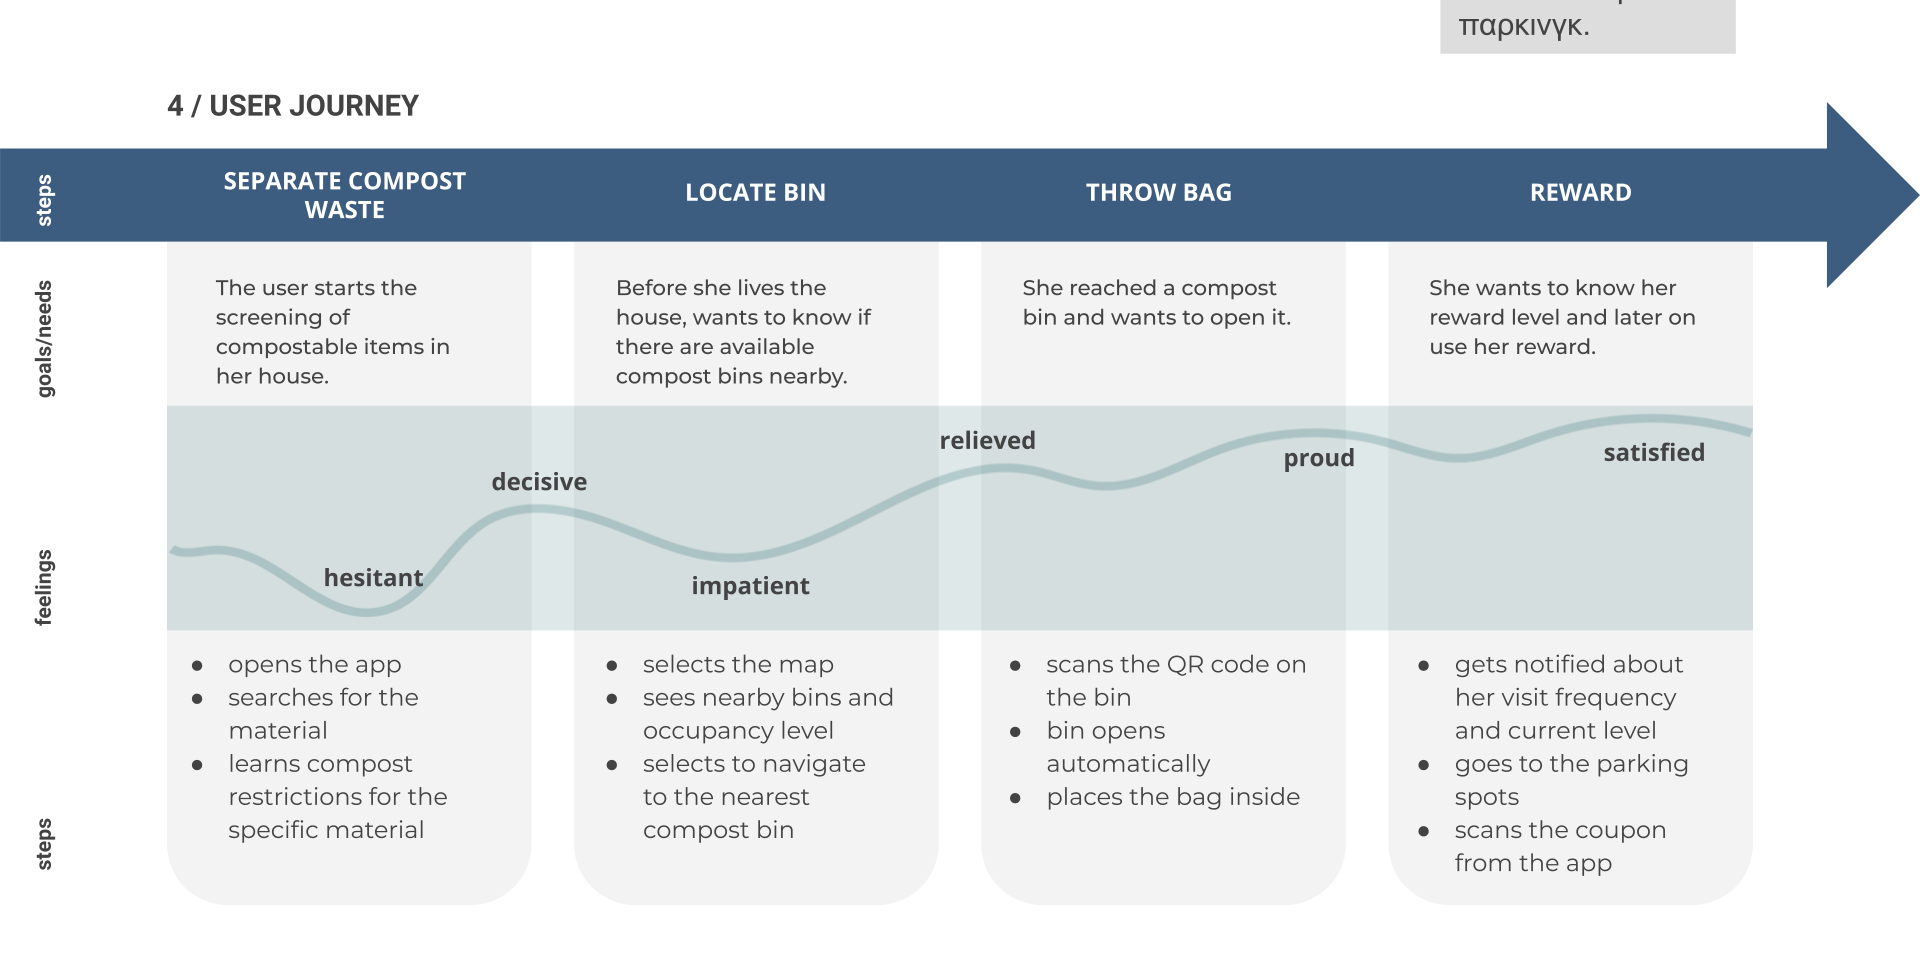 παρκινγκ.
4 / USER JOURNEY
steps
SEPARATE COMPOST
WASTE
LOCATE BIN
THROW BAG
REWARD
goals/needs
The user starts the
screening of
compostable items in
her house.
Before she lives the
house, wants to know if
there are available
compost bins nearby.
She reached a compost
bin and wants to open it.
She wants to know her
reward level and later on
use her reward.
feelings
hesitant
decisive
impatient
relieved
proud
satisfied
steps
● opens the app
● searches for the
material
● learns compost
restrictions for the
specific material
● selects the map
● sees nearby bins and
occupancy level
● selects to navigate
to the nearest
compost bin
● scans the QR code on
the bin
● bin opens
automatically
● places the bag inside
● gets notified about
her visit frequency
and current level
● goes to the parking
spots
● scans the coupon
from the app